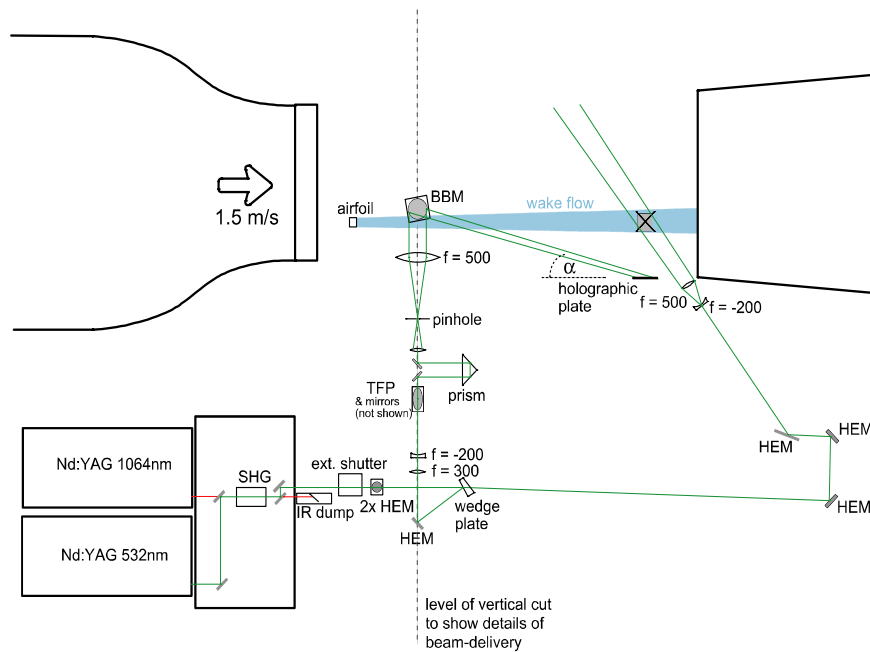 BBM
airfoil
wake flow
1.5 m/s
f = 500
α
holographic
plate
f = 500
f = -200
pinhole
TFP
& mirrors
(not shown)
prism
HEM
HEM
f = -200
f = 300
Nd:YAG 1064nm
SHG
ext. shutter
IR dump
2x HEM
wedge
plate
HEM
HEM
Nd:YAG 532nm
level of vertical cut
to show details of
beam-delivery